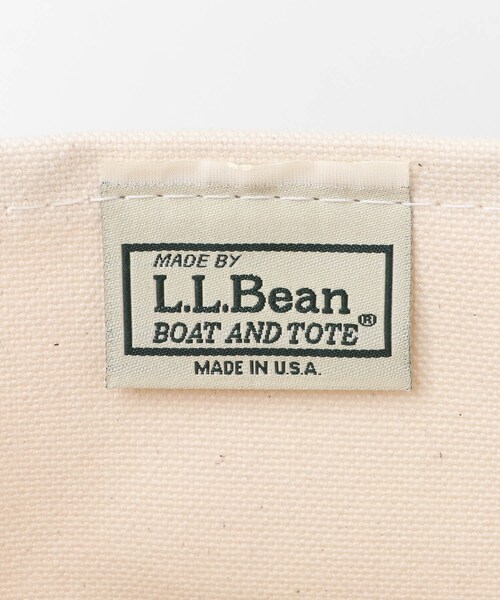 MADE BY
L.L.Bean
BOAT AND TOTE®
MADE IN U.S.A.